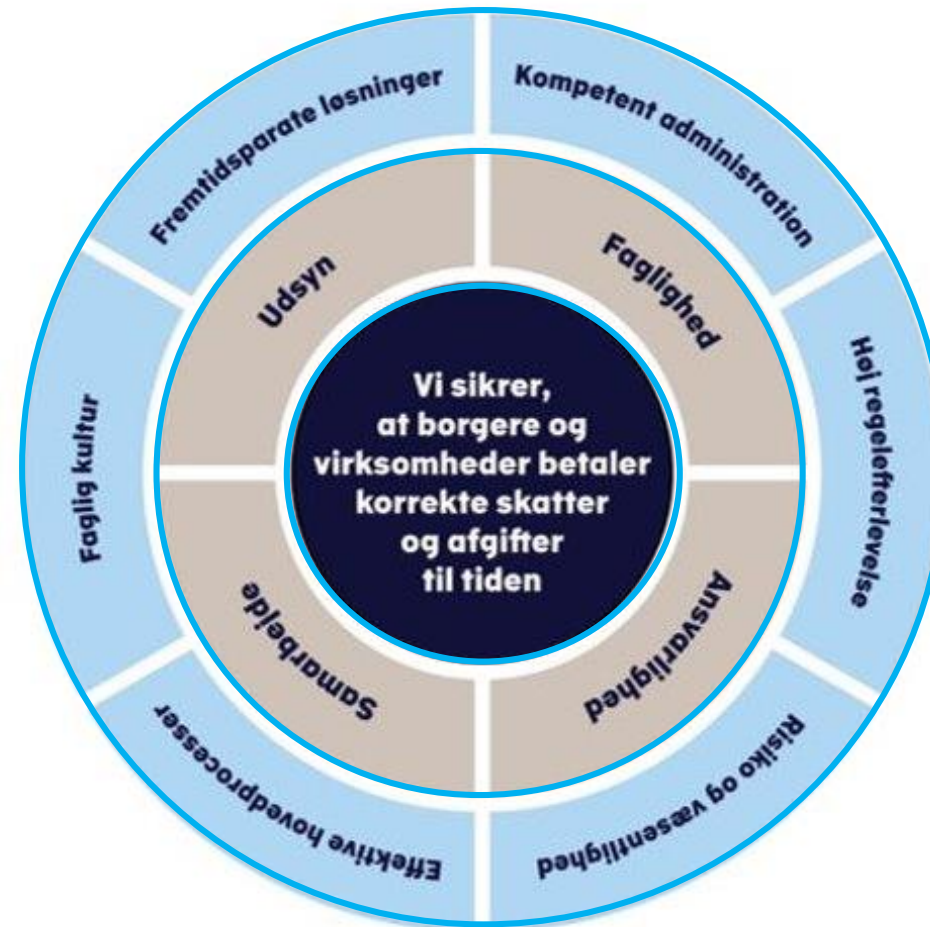 Fremtidsparate løsninger
Kompetent administration
Høj regelefterlevelse
Risiko og væsentlighed
Effektive hovedprocesser
Faglig kultur
Udsyn
Faglighed
Ansvarlighed
Samarbejde
Vi sikrer,
at borgere og
virksomheder betaler
korrekte skatter
og afgifter
til tiden